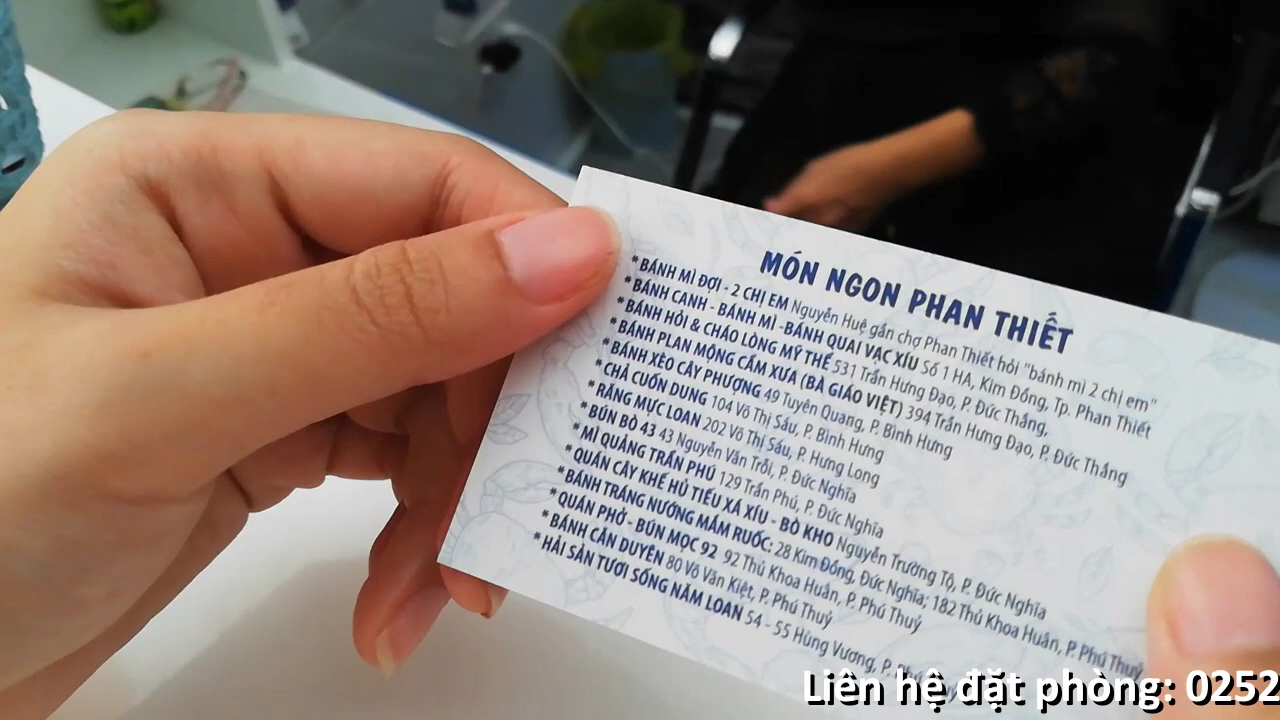 MÓN NGON PHAN THIẾT
* BÁNH MÌ ĐỢI - 2 CHỊ EM Nguyễn Huệ gần chợ Phan Thiết hỏi "bánh mì 2 chị em"
* BÁNH CANH - BÁNH MÌ - BÁNH QUAI VẠC XÍU Số 1 HA, Kim Đồng, Tp. Phan Thiết
* BÁNH HỎI & CHÁO LÒNG MỸ THỂ 531 Trần Hưng Đạo, P. Đức Thắng,
* BÁNH PLAN MỘNG CẦM XƯA (BÀ GIÁO VIỆT) 394 Trần Hưng Đạo, P. Đức Thắng
* BÁNH XÈO CÂY PHƯỢNG 49 Tuyên Quang, P. Bình Hưng
* CHẢ CUỐN DUNG 104 Võ Thị Sáu, P. Bình Hưng
* RĂNG MỰC LOAN 202 Võ Thị Sáu, P. Hưng Long
* BÚN BÒ 43 43 Nguyễn Văn Trỗi, P. Đức Nghĩa
* MÌ QUẢNG TRẦN PHÚ 129 Trần Phú, P. Đức Nghĩa
* QUÁN CÂY KHẾ HỦ TIẾU XÁ XÍU - BÒ KHO Nguyễn Trường Tộ, P. Đức Nghĩa
* BÁNH TRÁNG NƯỚNG MẮM RUỐC: 28 Kim Đồng, Đức Nghĩa; 182 Thủ Khoa Huân, P. Phú Thuỷ
* QUÁN PHỞ - BÚN MỌC 92 92 Thủ Khoa Huân, P. Phú Thuỷ
* BÁNH CĂN DUYÊN 80 Võ Văn Kiệt, P. Phú Thuỷ
* HẢI SẢN TƯƠI SỐNG NĂM LOAN 54 - 55 Hùng Vương, P.
Liên hệ đặt phòng: 0252